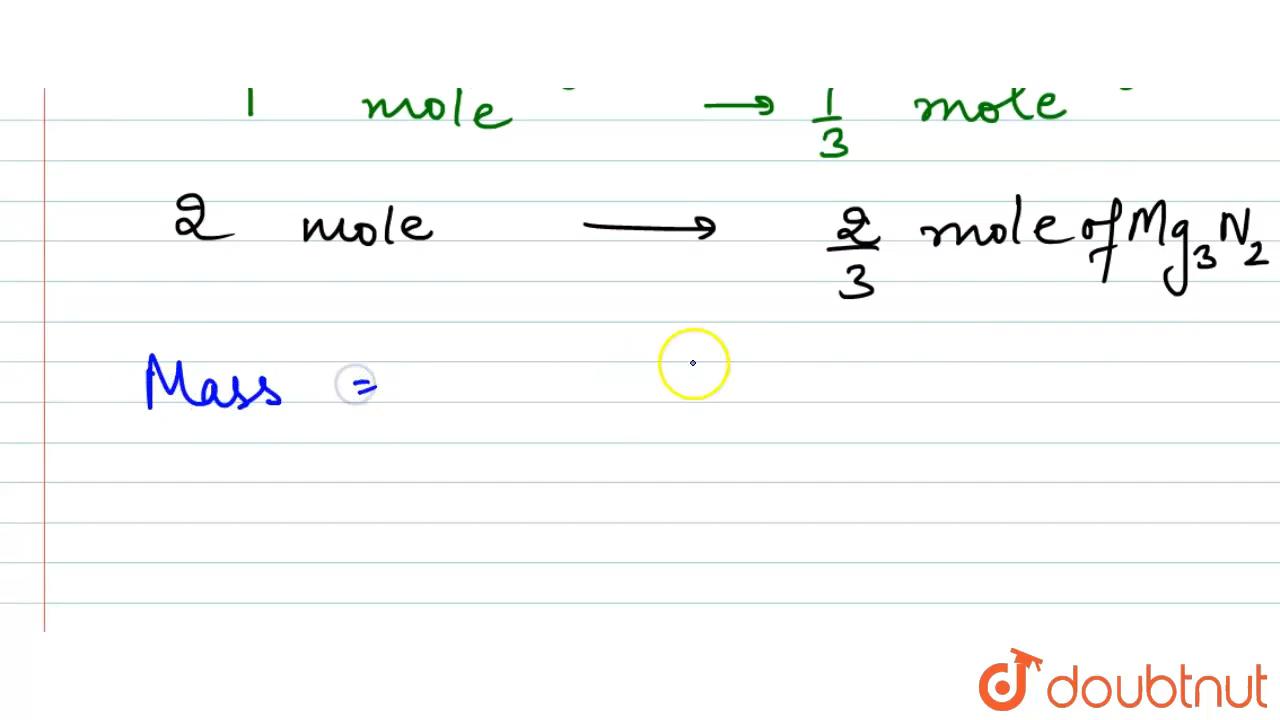 1 mole → 1/3 mole
2 mole → 2/3 mole of Mg₃N₂
Mass =
doubtnut